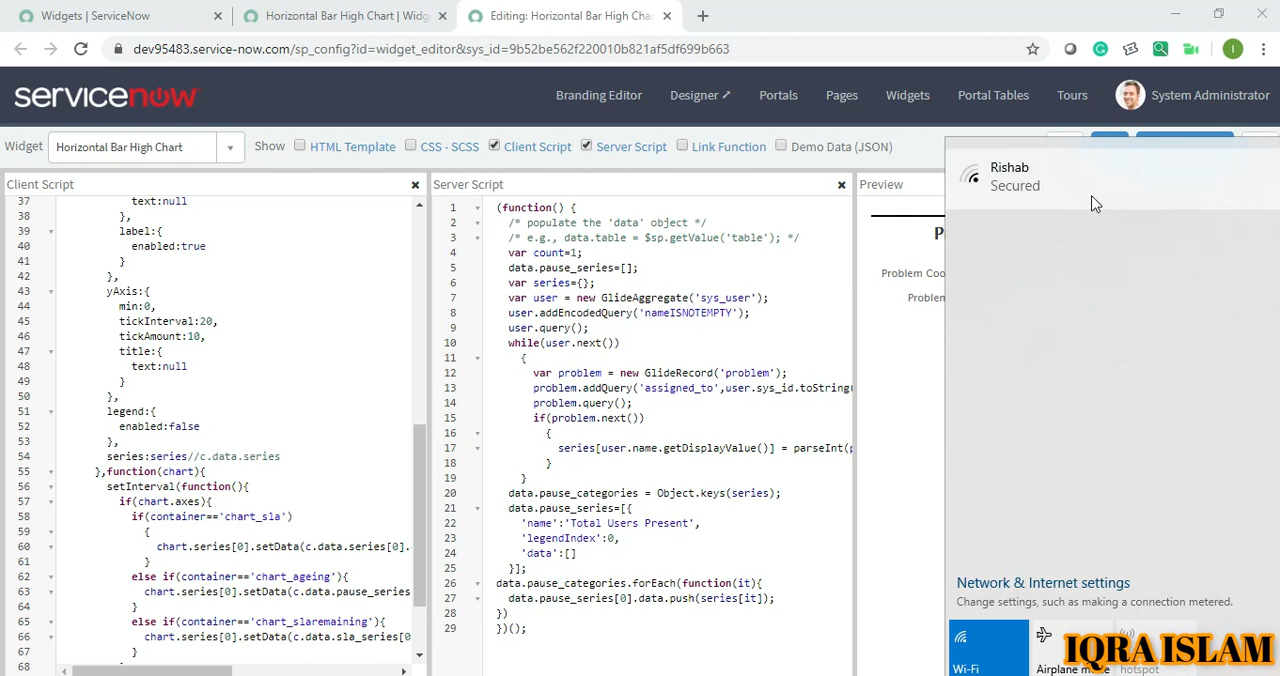 Widgets | ServiceNow
Horizontal Bar High Chart | Widg
Editing: Horizontal Bar High Char
dev95483.service-now.com/sp_config?id=widget_editor&sys_id=9b52be562f220010b821af5df699b663
I
servicenow
Branding Editor
Designer
Portals
Pages
Widgets
Portal Tables
Tours
System Administrator
Widget
Horizontal Bar High Chart
Show
HTML Template
CSS - SCSS
Client Script
Server Script
Link Function
Demo Data (JSON)
Client Script
37 text:null
38 },
39 label:{
40 enabled:true
41 }
42 },
43 yAxis:{
44 min:0,
45 tickInterval:20,
46 tickAmount:10,
47 title:{
48 text:null
49 }
50 },
51 legend:{
52 enabled:false
53 },
54 series:series//c.data.series
55 },function(chart){
56 setInterval(function(){
57 if(chart.axes){
58 if(container=='chart_sla')
59 {
60 chart.series[0].setData(c.data.series[0].
61 }
62 else if(container=='chart_ageing'){
63 chart.series[0].setData(c.data.pause_series
64 }
65 else if(container=='chart_slaremaining'){
66 chart.series[0].setData(c.data.sla_series[0
67 }
68
Server Script
1 (function() {
2 /* populate the 'data' object */
3 /* e.g., data.table = $sp.getValue('table'); */
4 var count=1;
5 data.pause_series=[];
6 var series={};
7 var user = new GlideAggregate('sys_user');
8 user.addEncodedQuery('nameISNOTEMPTY');
9 user.query();
10 while(user.next())
11 {
12 var problem = new GlideRecord('problem');
13 problem.addQuery('assigned_to',user.sys_id.toString(
14 problem.query();
15 if(problem.next())
16 {
17 series[user.name.getDisplayValue()] = parseInt(p
18 }
19 }
20 data.pause_categories = Object.keys(series);
21 data.pause_series=[{
22 'name':'Total Users Present',
23 'legendIndex':0,
24 'data':[]
25 }];
26 data.pause_categories.forEach(function(it){
27 data.pause_series[0].data.push(series[it]);
28 })
29 })();
Preview
P
Problem Coo
Problem
Rishab
Secured
Network & Internet settings
Change settings, such as making a connection metered.
Wi-Fi
Airplane mode
hotspot
IQRA ISLAM